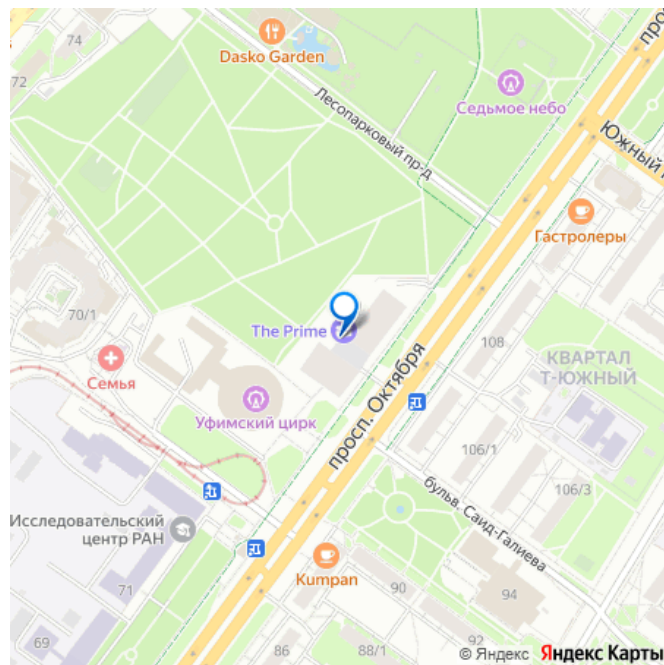 74
72
Dasko Garden
Седьмое небо
Лесопарковый пр-д
Гастролеры
The Prime
70/1
Семья
108
КВАРТАЛ
Т-ЮЖНЫЙ
Уфимский цирк
просп. Октября
106/1
106/3
бульв. Саид-Галиева
Исследовательский
центр РАН
Kumpan
71
90
94
69
86
88/1
92
© Яндекс Яндекс Карты